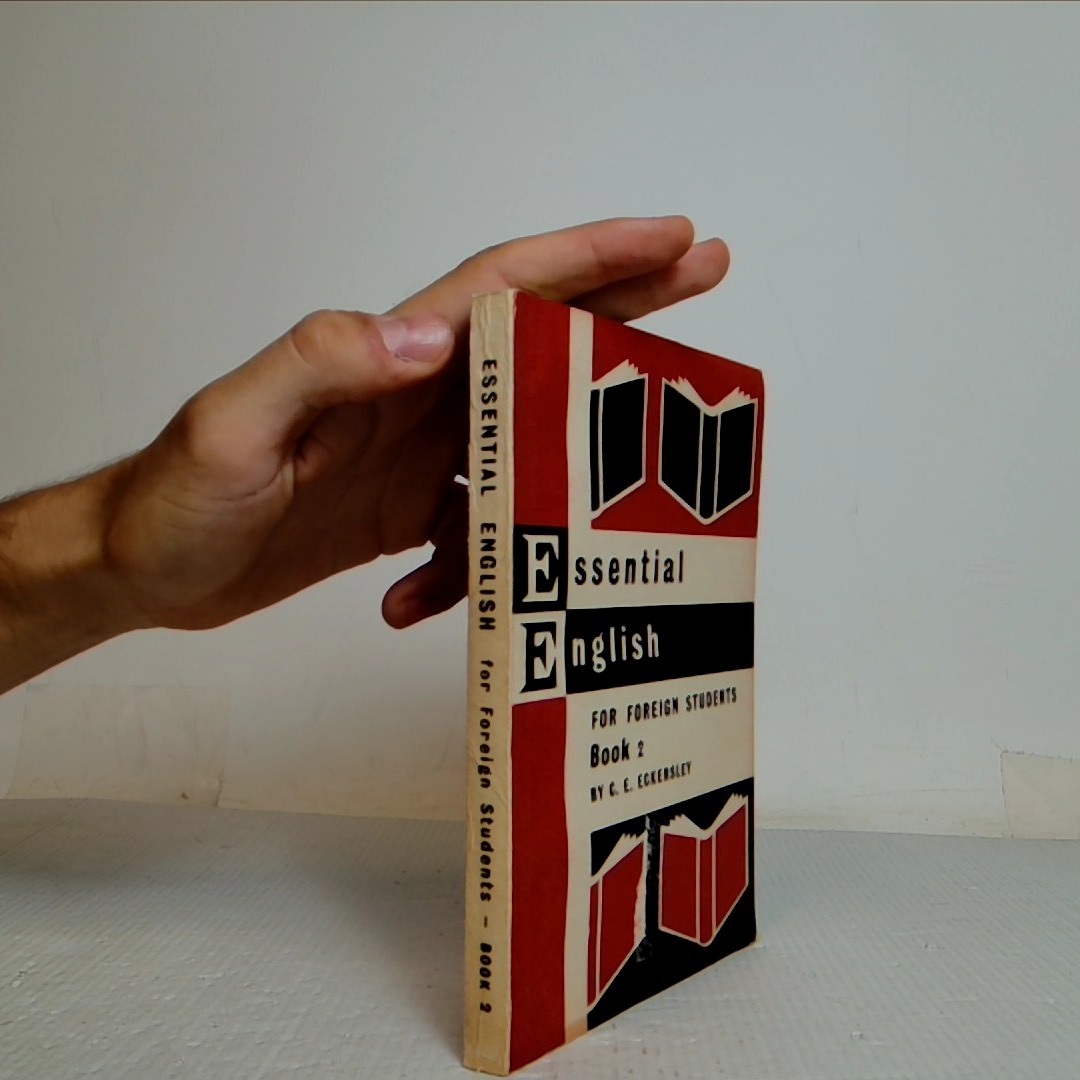 ESSENTIAL ENGLISH for Foreign Students - BOOK 2
Essential
English
FOR FOREIGN STUDENTS
Book 2
BY C. E. ECKERSLEY